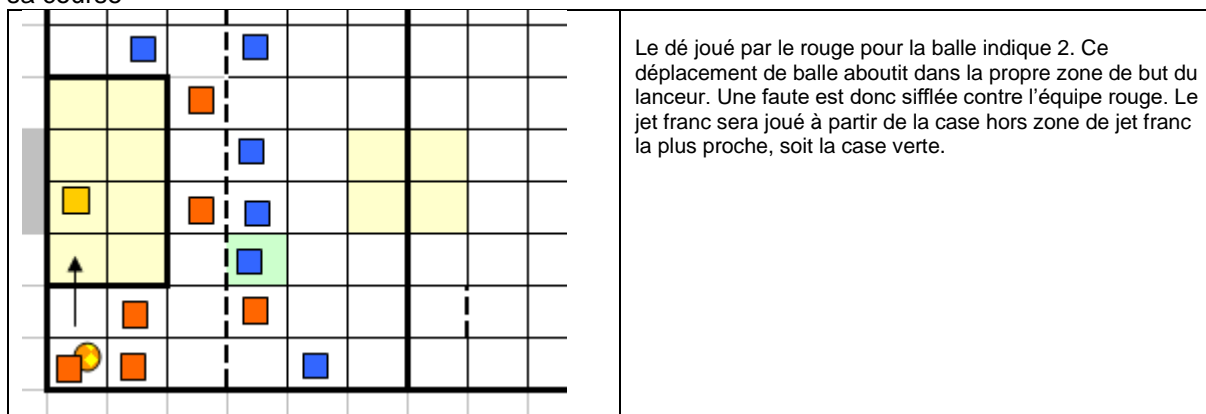 sa course
Le dé joué par le rouge pour la balle indique 2. Ce
déplacement de balle aboutit dans la propre zone de but du
lanceur. Une faute est donc sifflée contre l'équipe rouge. Le
jet franc sera joué à partir de la case hors zone de jet franc
la plus proche, soit la case verte.